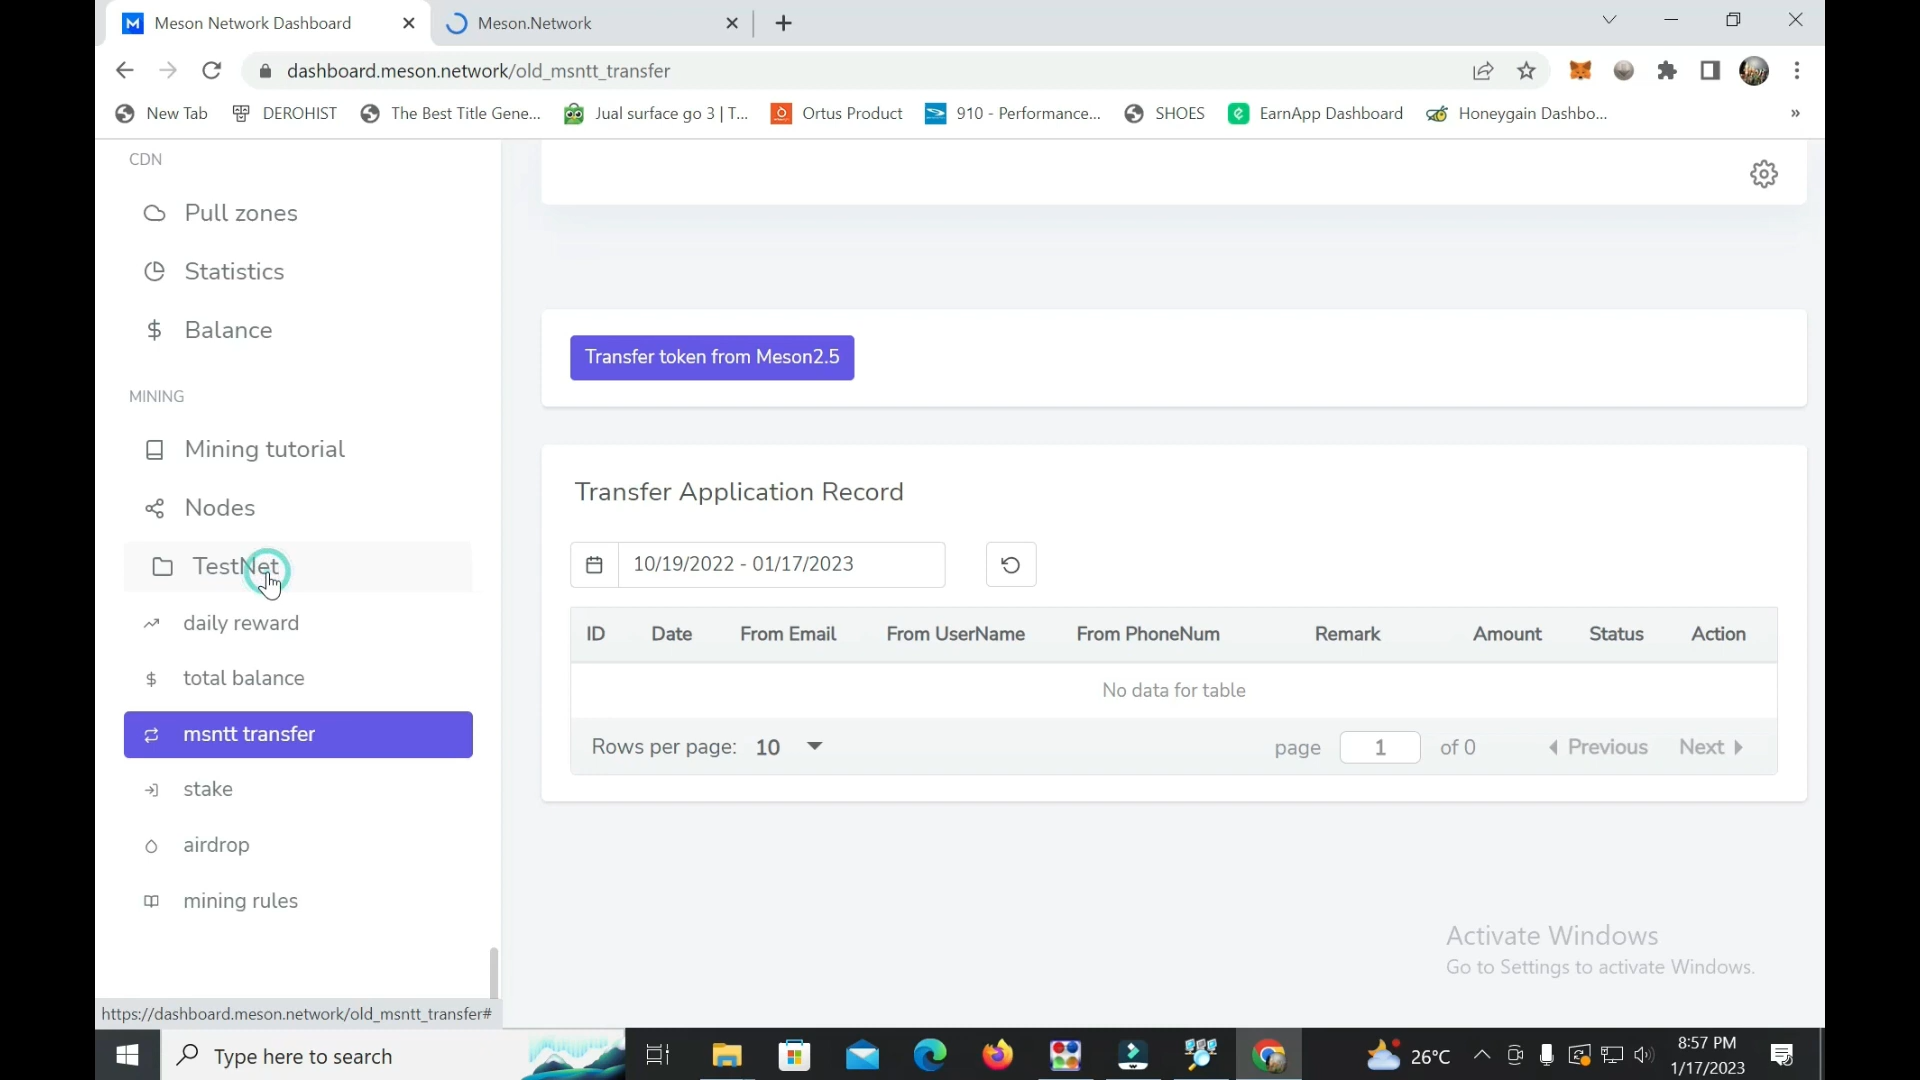 Meson Network Dashboard
Meson.Network
dashboard.meson.network/old_msntt_transfer
New Tab
DEROHIST
The Best Title Gene...
Jual surface go 3 | T...
Ortus Product
910 - Performance...
SHOES
EarnApp Dashboard
Honeygain Dashbo...
»
CDN
Pull zones
Statistics
Balance
MINING
Mining tutorial
Nodes
TestNet
daily reward
total balance
msntt transfer
stake
airdrop
mining rules
Transfer token from Meson2.5
Transfer Application Record
10/19/2022 - 01/17/2023
ID Date From Email From UserName From PhoneNum Remark Amount Status Action
No data for table
Rows per page: 10
page 1 of 0 Previous Next
Activate Windows
Go to Settings to activate Windows.
https://dashboard.meson.network/old_msntt_transfer#
Type here to search
26°C
8:57 PM
1/17/2023